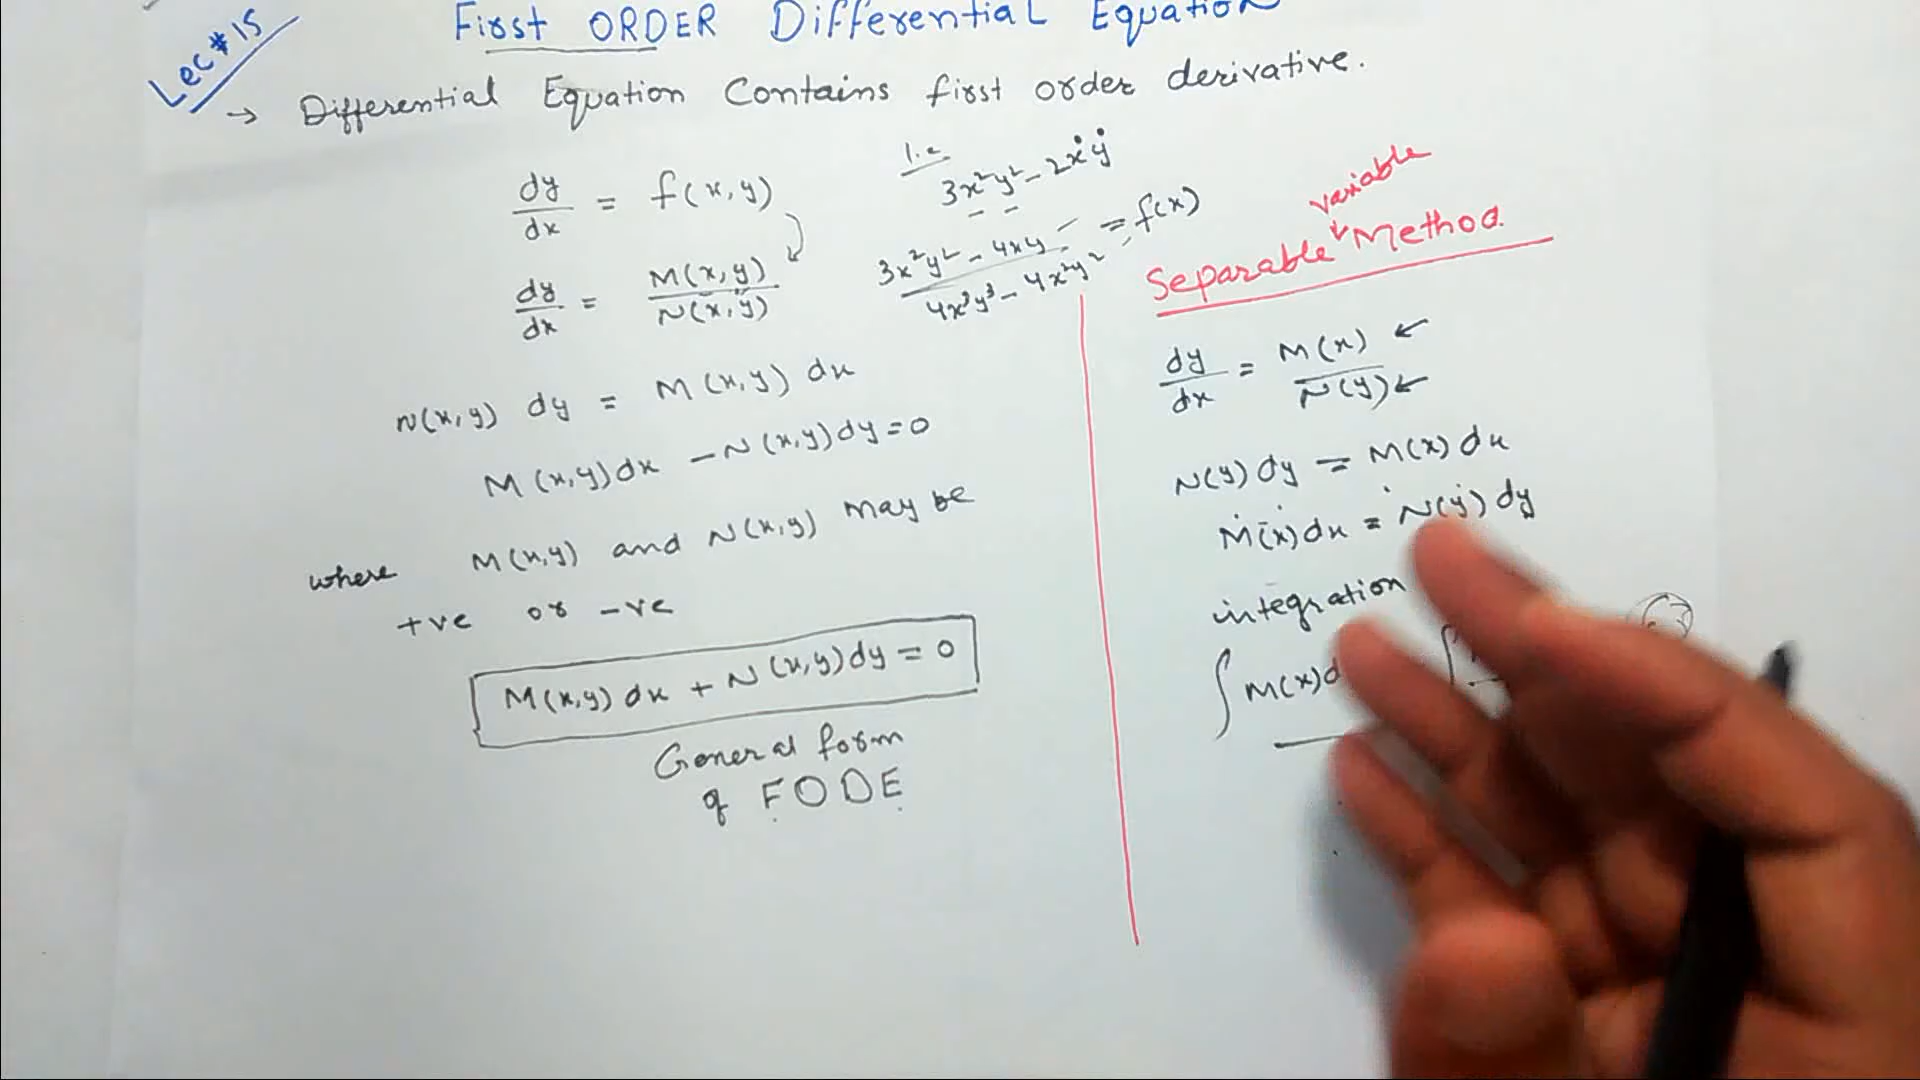 Lec#15
First ORDER Differential Equation
→ Differential Equation Contains first order derivative.
dy/dx = f(x,y)
dy/dx = M(x,y)/N(x,y)
N(x,y) dy = M(x,y) dx
M(x,y)dx - N(x,y)dy=0
where M(x,y) and N(x,y) may be
+ve or -ve
M(x,y) dx + N(x,y)dy = 0
General form
of FODE
i.e
3x²y² - 2xy
3x²y² - 4xy / 4x³y³ - 4x²y² = f(x)
variable
Separable Method.
dy/dx = M(x)/N(y)
N(y) dy = M(x) dx
M(x)dx = N(y) dy
integration
∫ M(x)d
∫